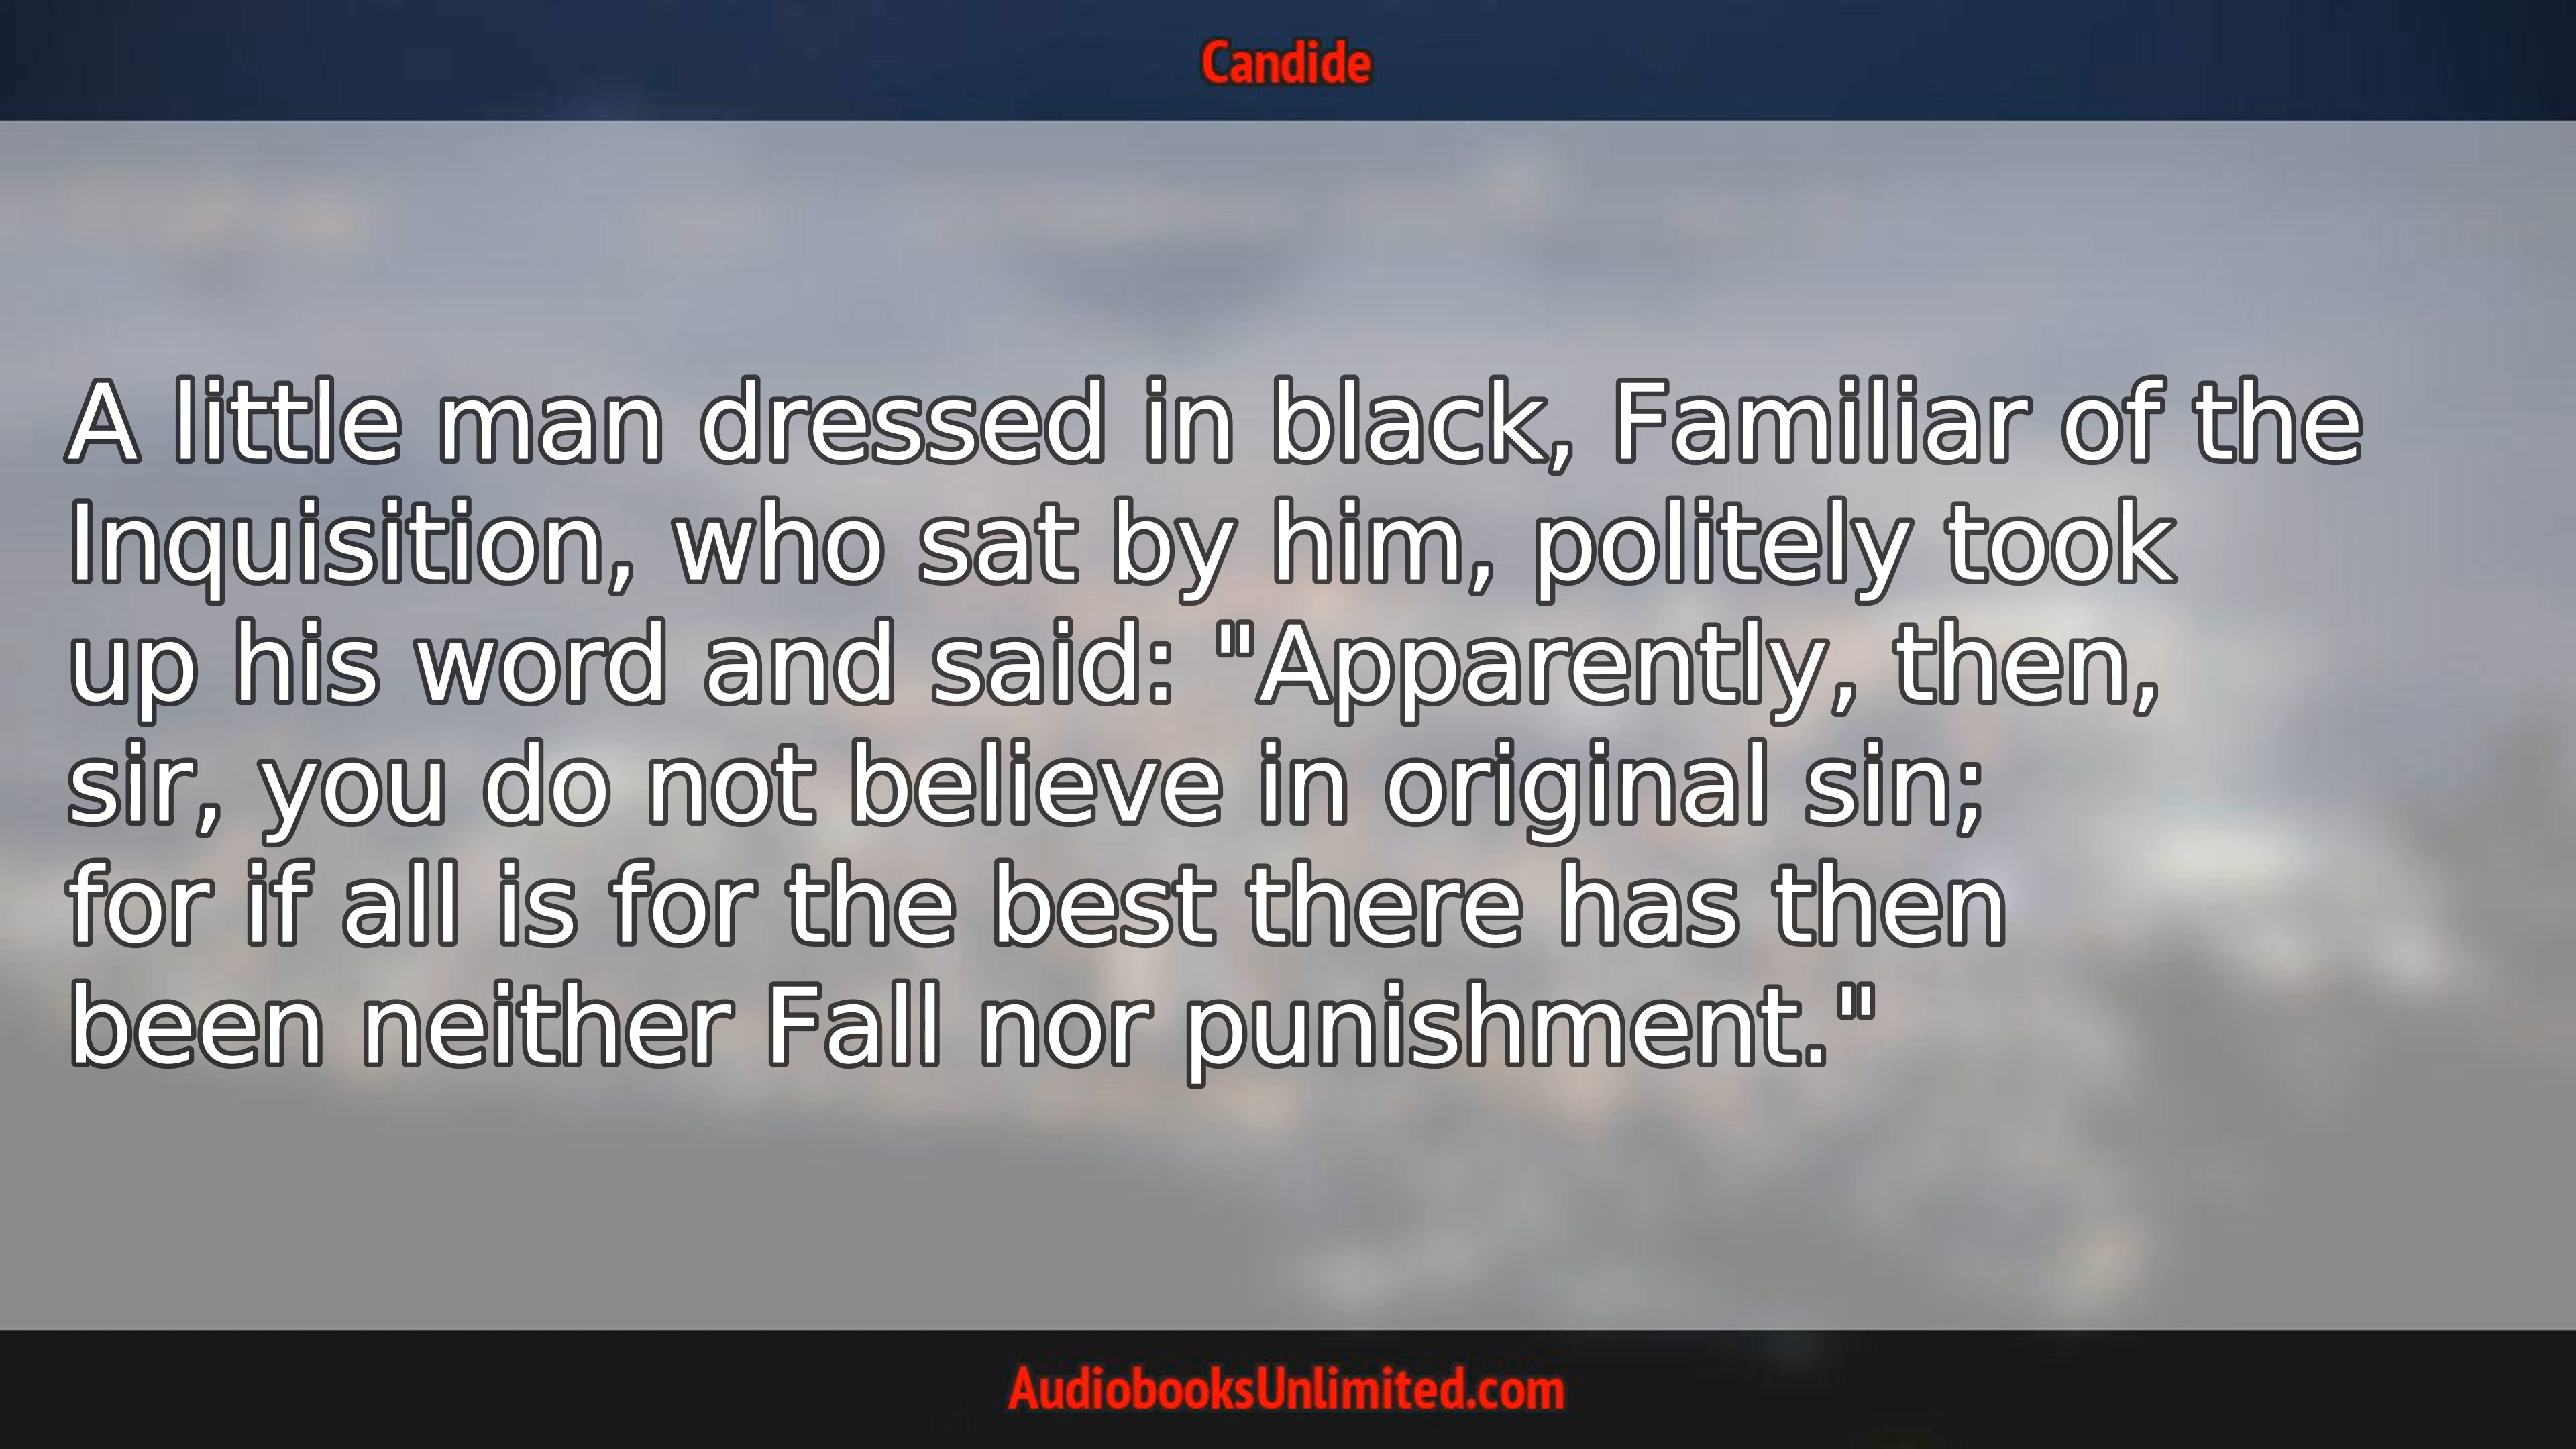 Candide
A little man dressed in black, Familiar of the
Inquisition, who sat by him, politely took
up his word and said: "Apparently, then,
sir, you do not believe in original sin;
for if all is for the best there has then
been neither Fall nor punishment."
AudiobooksUnlimited.com